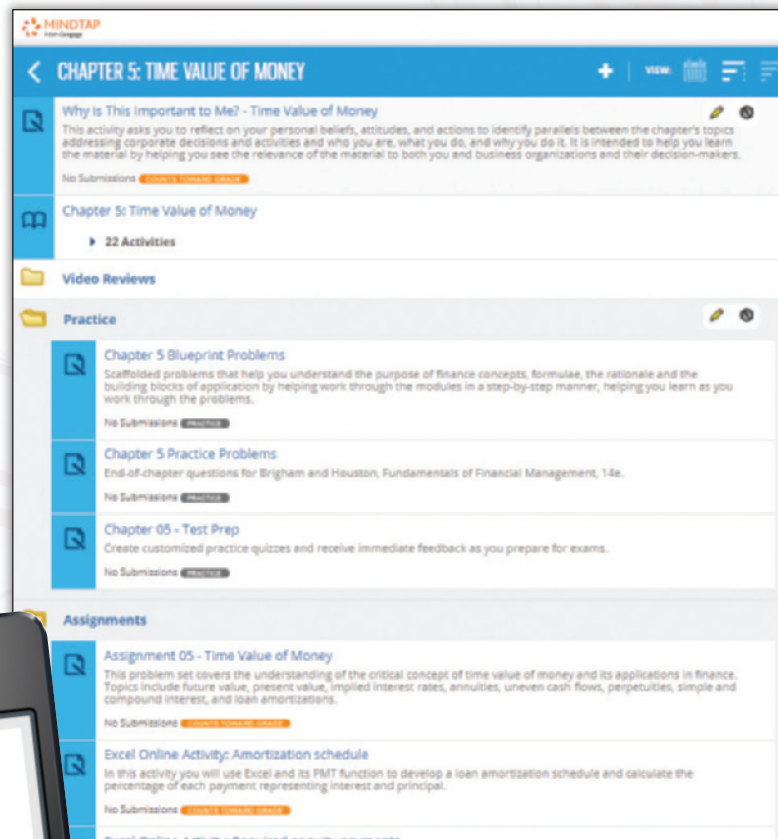 MINDTAP
From Cengage
CHAPTER 5: TIME VALUE OF MONEY
VIEW:
Why Is This Important to Me? - Time Value of Money
This activity asks you to reflect on your personal beliefs, attitudes, and actions to identify parallels between the chapter's topics
addressing corporate decisions and activities and who you are, what you do, and why you do it. It is intended to help you learn
the material by helping you see the relevance of the material to both you and business organizations and their decision-makers.
No Submissions COUNTS TOWARD GRADE
Chapter 5: Time Value of Money
22 Activities
Video Reviews
Practice
Chapter 5 Blueprint Problems
Scaffolded problems that help you understand the purpose of finance concepts, formulae, the rationale and the
building blocks of application by helping work through the modules in a step-by-step manner, helping you learn as you
work through the problems.
No Submissions PRACTICE
Chapter 5 Practice Problems
End-of-chapter questions for Brigham and Houston, Fundamentals of Financial Management, 14e.
No Submissions PRACTICE
Chapter 05 - Test Prep
Create customized practice quizzes and receive immediate feedback as you prepare for exams.
No Submissions PRACTICE
Assignments
Assignment 05 - Time Value of Money
This problem set covers the understanding of the critical concept of time value of money and its applications in finance.
Topics include future value, present value, implied interest rates, annuities, uneven cash flows, perpetuities, simple and
compound interest, and loan amortizations.
No Submissions COUNTS TOWARD GRADE
Excel Online Activity: Amortization schedule
In this activity you will use Excel and its PMT function to develop a loan amortization schedule and calculate the
percentage of each payment representing interest and principal.
No Submissions COUNTS TOWARD GRADE
Excel Online Activity: Required annuity payments